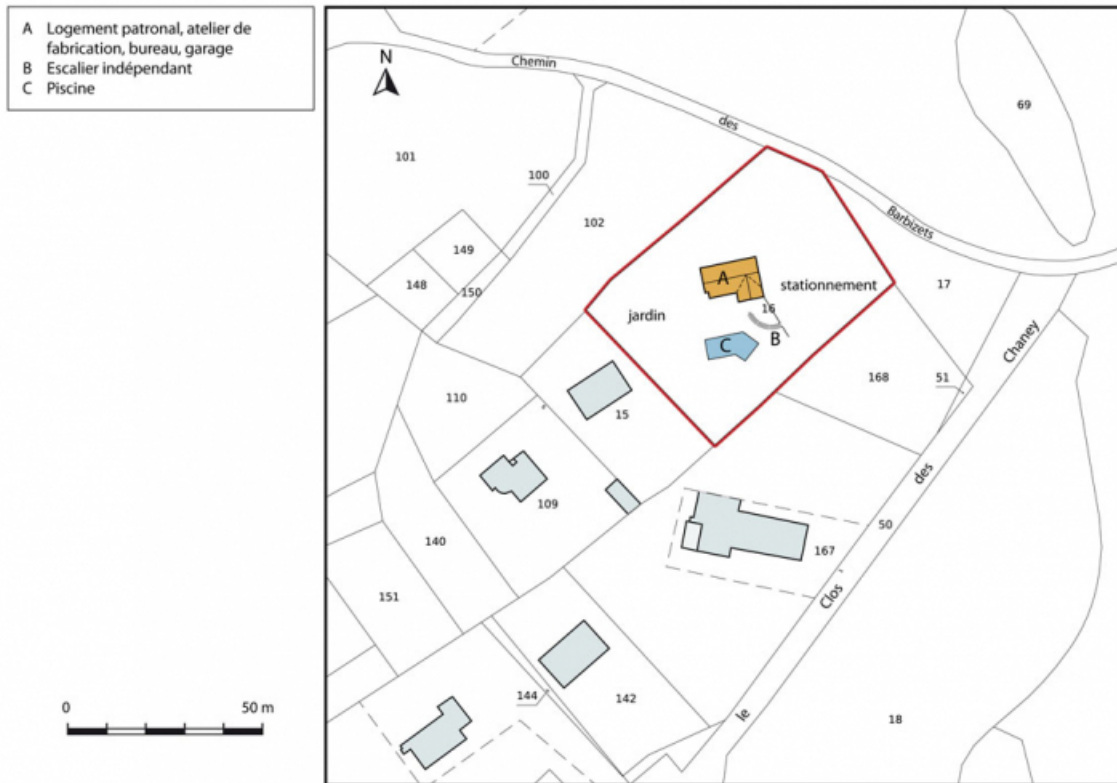 A Logement patronal, atelier de
fabrication, bureau, garage
B Escalier indépendant
C Piscine
N
Chemin
des
Barbizets
69
101
100
102
149
148
150
17
A
stationnement
16
jardin
B
C
168
51
Chaney
110
15
des
109
50
140
167
151
Clos
144
142
le
18
0 50 m